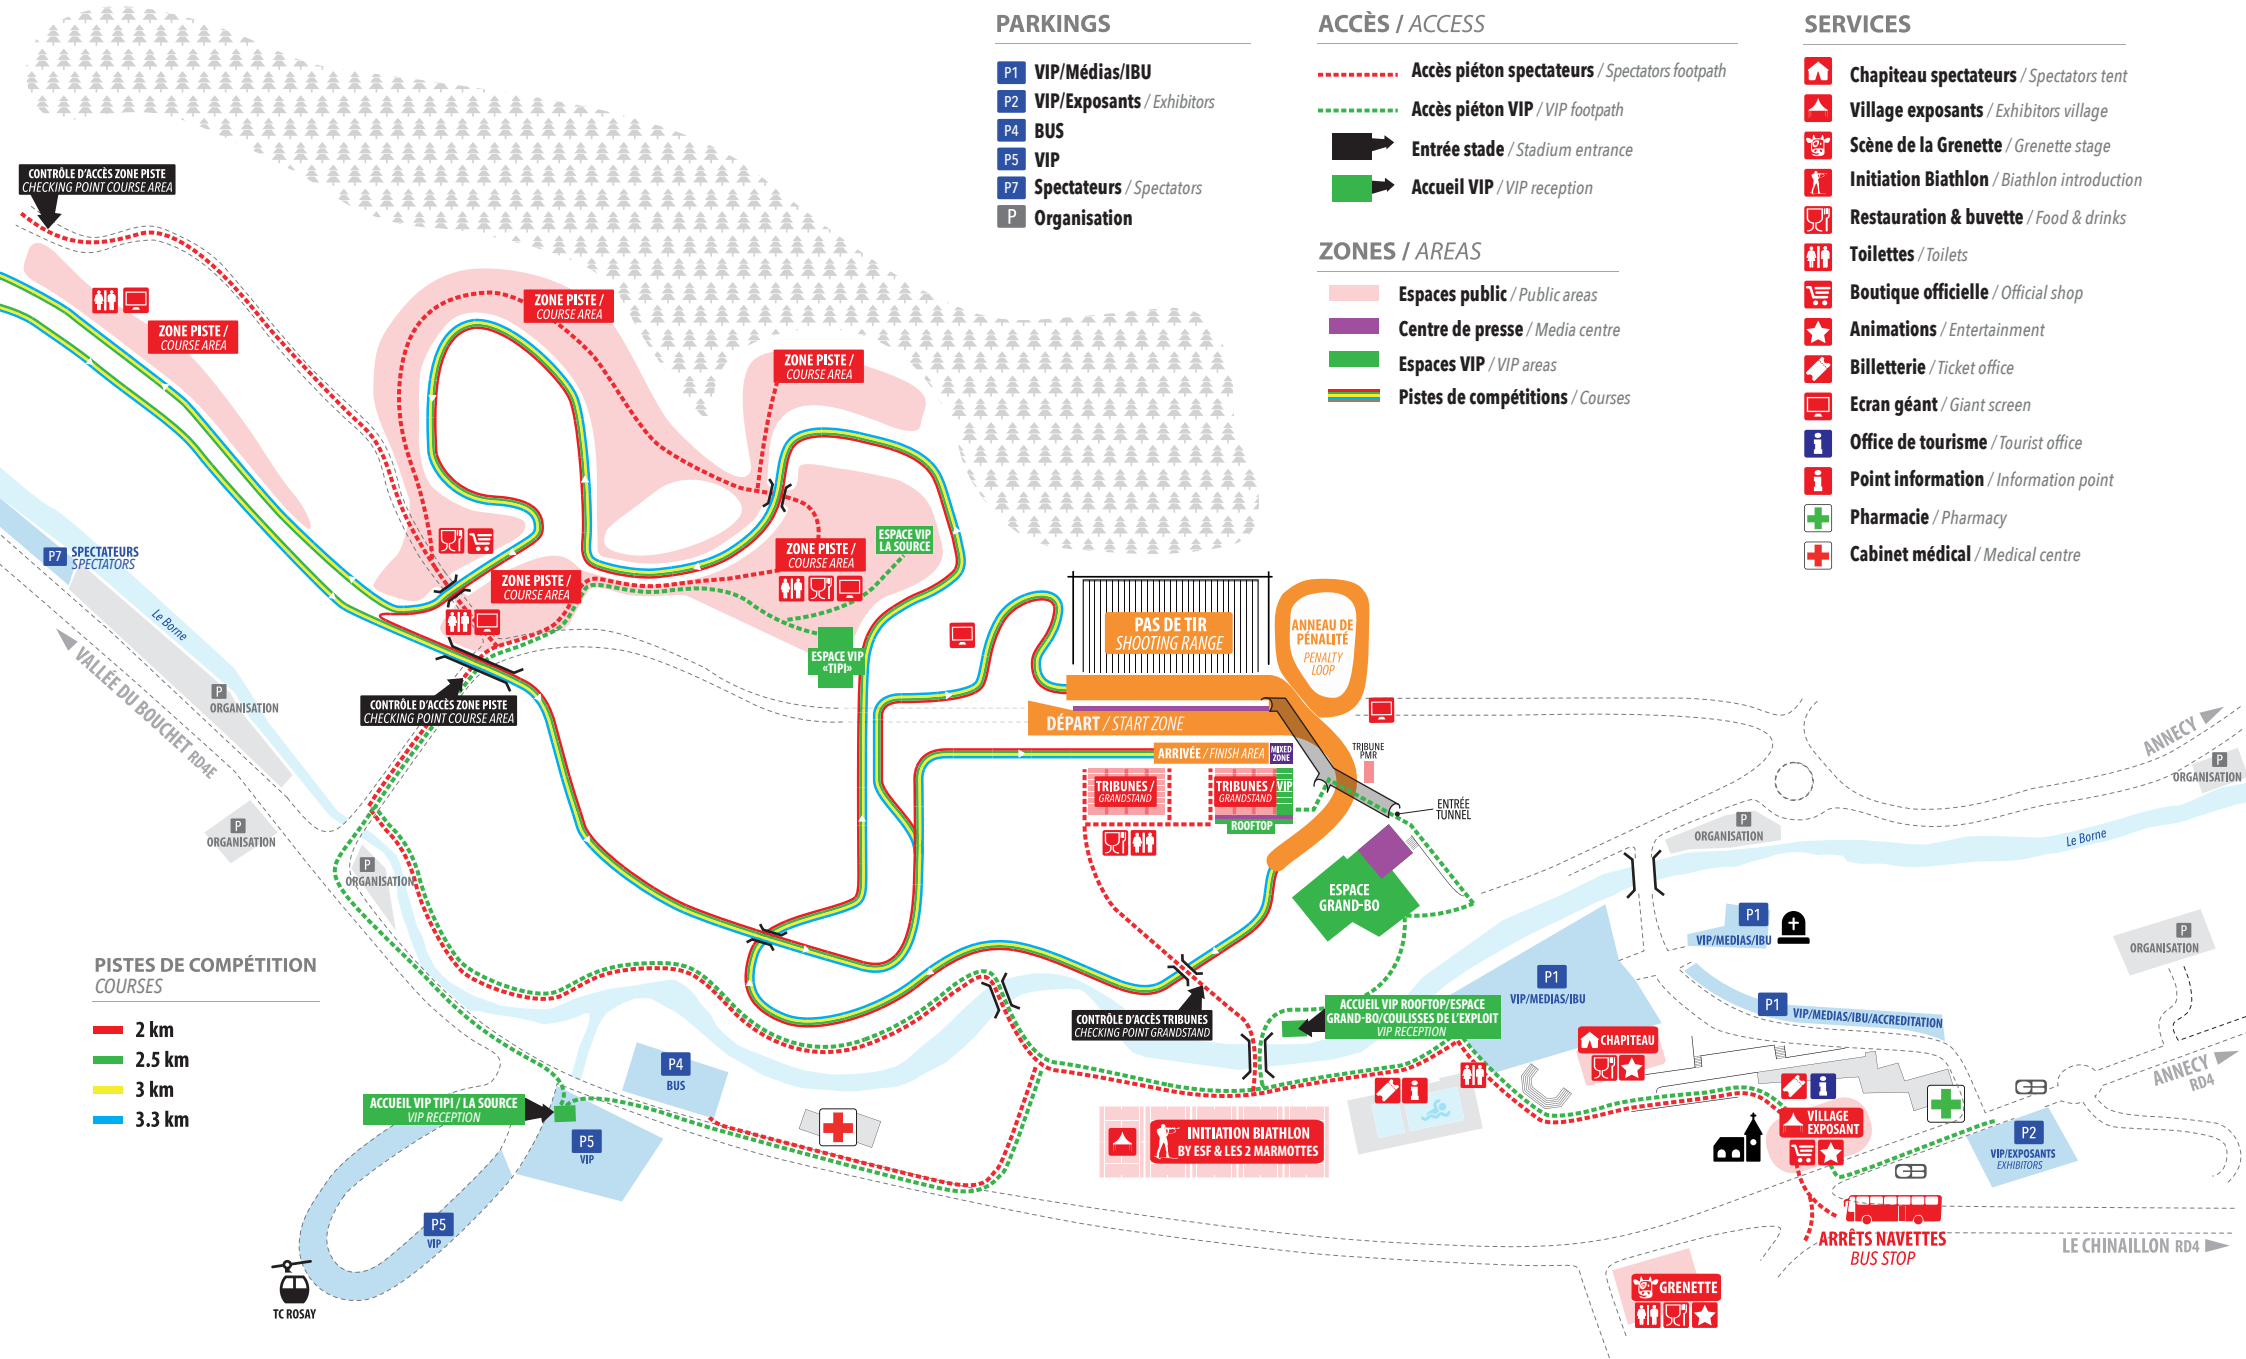 PARKINGS
P1 VIP/Médias/IBU
P2 VIP/Exposants / Exhibitors
P4 BUS
P5 VIP
P7 Spectateurs / Spectators
P Organisation
ACCÈS / ACCESS
Accès piéton spectateurs / Spectators footpath
Accès piéton VIP / VIP footpath
Entrée stade / Stadium entrance
Accueil VIP / VIP reception
ZONES / AREAS
Espaces public / Public areas
Centre de presse / Media centre
Espaces VIP / VIP areas
Pistes de compétitions / Courses
SERVICES
Chapiteau spectateurs / Spectators tent
Village exposants / Exhibitors village
Scène de la Grenette / Grenette stage
Initiation Biathlon / Biathlon introduction
Restauration & buvette / Food & drinks
Toilettes / Toilets
Boutique officielle / Official shop
Animations / Entertainment
Billetterie / Ticket office
Ecran géant / Giant screen
Office de tourisme / Tourist office
Point information / Information point
Pharmacie / Pharmacy
Cabinet médical / Medical centre
CONTRÔLE D'ACCÈS ZONE PISTE
CHECKING POINT COURSE AREA
ZONE PISTE /
COURSE AREA
ZONE PISTE /
COURSE AREA
ZONE PISTE /
COURSE AREA
ZONE PISTE /
COURSE AREA
ZONE PISTE /
COURSE AREA
ESPACE VIP
LA SOURCE
ESPACE VIP
«TIPI»
P7 SPECTATEURS
SPECTATORS
Le Borne
VALLÉE DU BOUCHET RD4E
P
ORGANISATION
P
ORGANISATION
P
ORGANISATION
CONTRÔLE D'ACCÈS ZONE PISTE
CHECKING POINT COURSE AREA
PAS DE TIR
SHOOTING RANGE
ANNEAU DE
PÉNALITÉ
PENALTY
LOOP
DÉPART / START ZONE
ARRIVÉE / FINISH AREA
MIXED
ZONE
TRIBUNE
PMR
TRIBUNES /
GRANDSTAND
TRIBUNES /
GRANDSTAND
VIP
ROOFTOP
ENTRÉE
TUNNEL
ESPACE
GRAND-BO
ANNECY
P
ORGANISATION
P
ORGANISATION
Le Borne
P1
VIP/MEDIAS/IBU
P
ORGANISATION
P1
VIP/MEDIAS/IBU
P1
VIP/MEDIAS/IBU/ACCREDITATION
ANNECY
RD4
PISTES DE COMPÉTITION
COURSES
2 km
2.5 km
3 km
3.3 km
CONTRÔLE D'ACCÈS TRIBUNES
CHECKING POINT GRANDSTAND
ACCUEIL VIP ROOFTOP/ESPACE
GRAND-BO/COULISSES DE L'EXPLOIT
VIP RECEPTION
CHAPITEAU
P4
BUS
ACCUEIL VIP TIPI / LA SOURCE
VIP RECEPTION
P5
VIP
P5
VIP
TC ROSAY
INITIATION BIATHLON
BY ESF & LES 2 MARMOTTES
VILLAGE
EXPOSANT
P2
VIP/EXPOSANTS
EXHIBITORS
ARRÊTS NAVETTES
BUS STOP
LE CHINAILLON RD4
GRENETTE